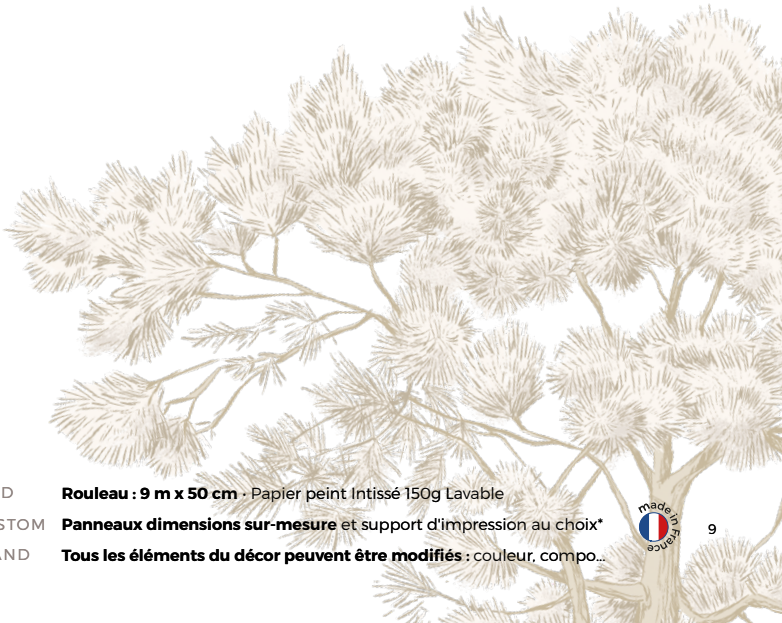 D Rouleau : 9 m x 50 cm · Papier peint Intissé 150g Lavable
STOM Panneaux dimensions sur-mesure et support d'impression au choix*
AND Tous les éléments du décor peuvent être modifiés : couleur, compo...
made in France
9